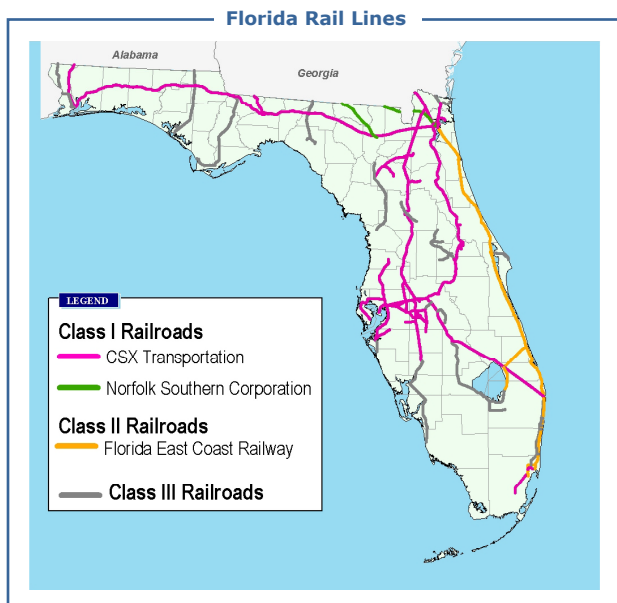 Florida Rail Lines
Alabama
Georgia
LEGEND
Class I Railroads
CSX Transportation
Norfolk Southern Corporation
Class II Railroads
Florida East Coast Railway
Class III Railroads